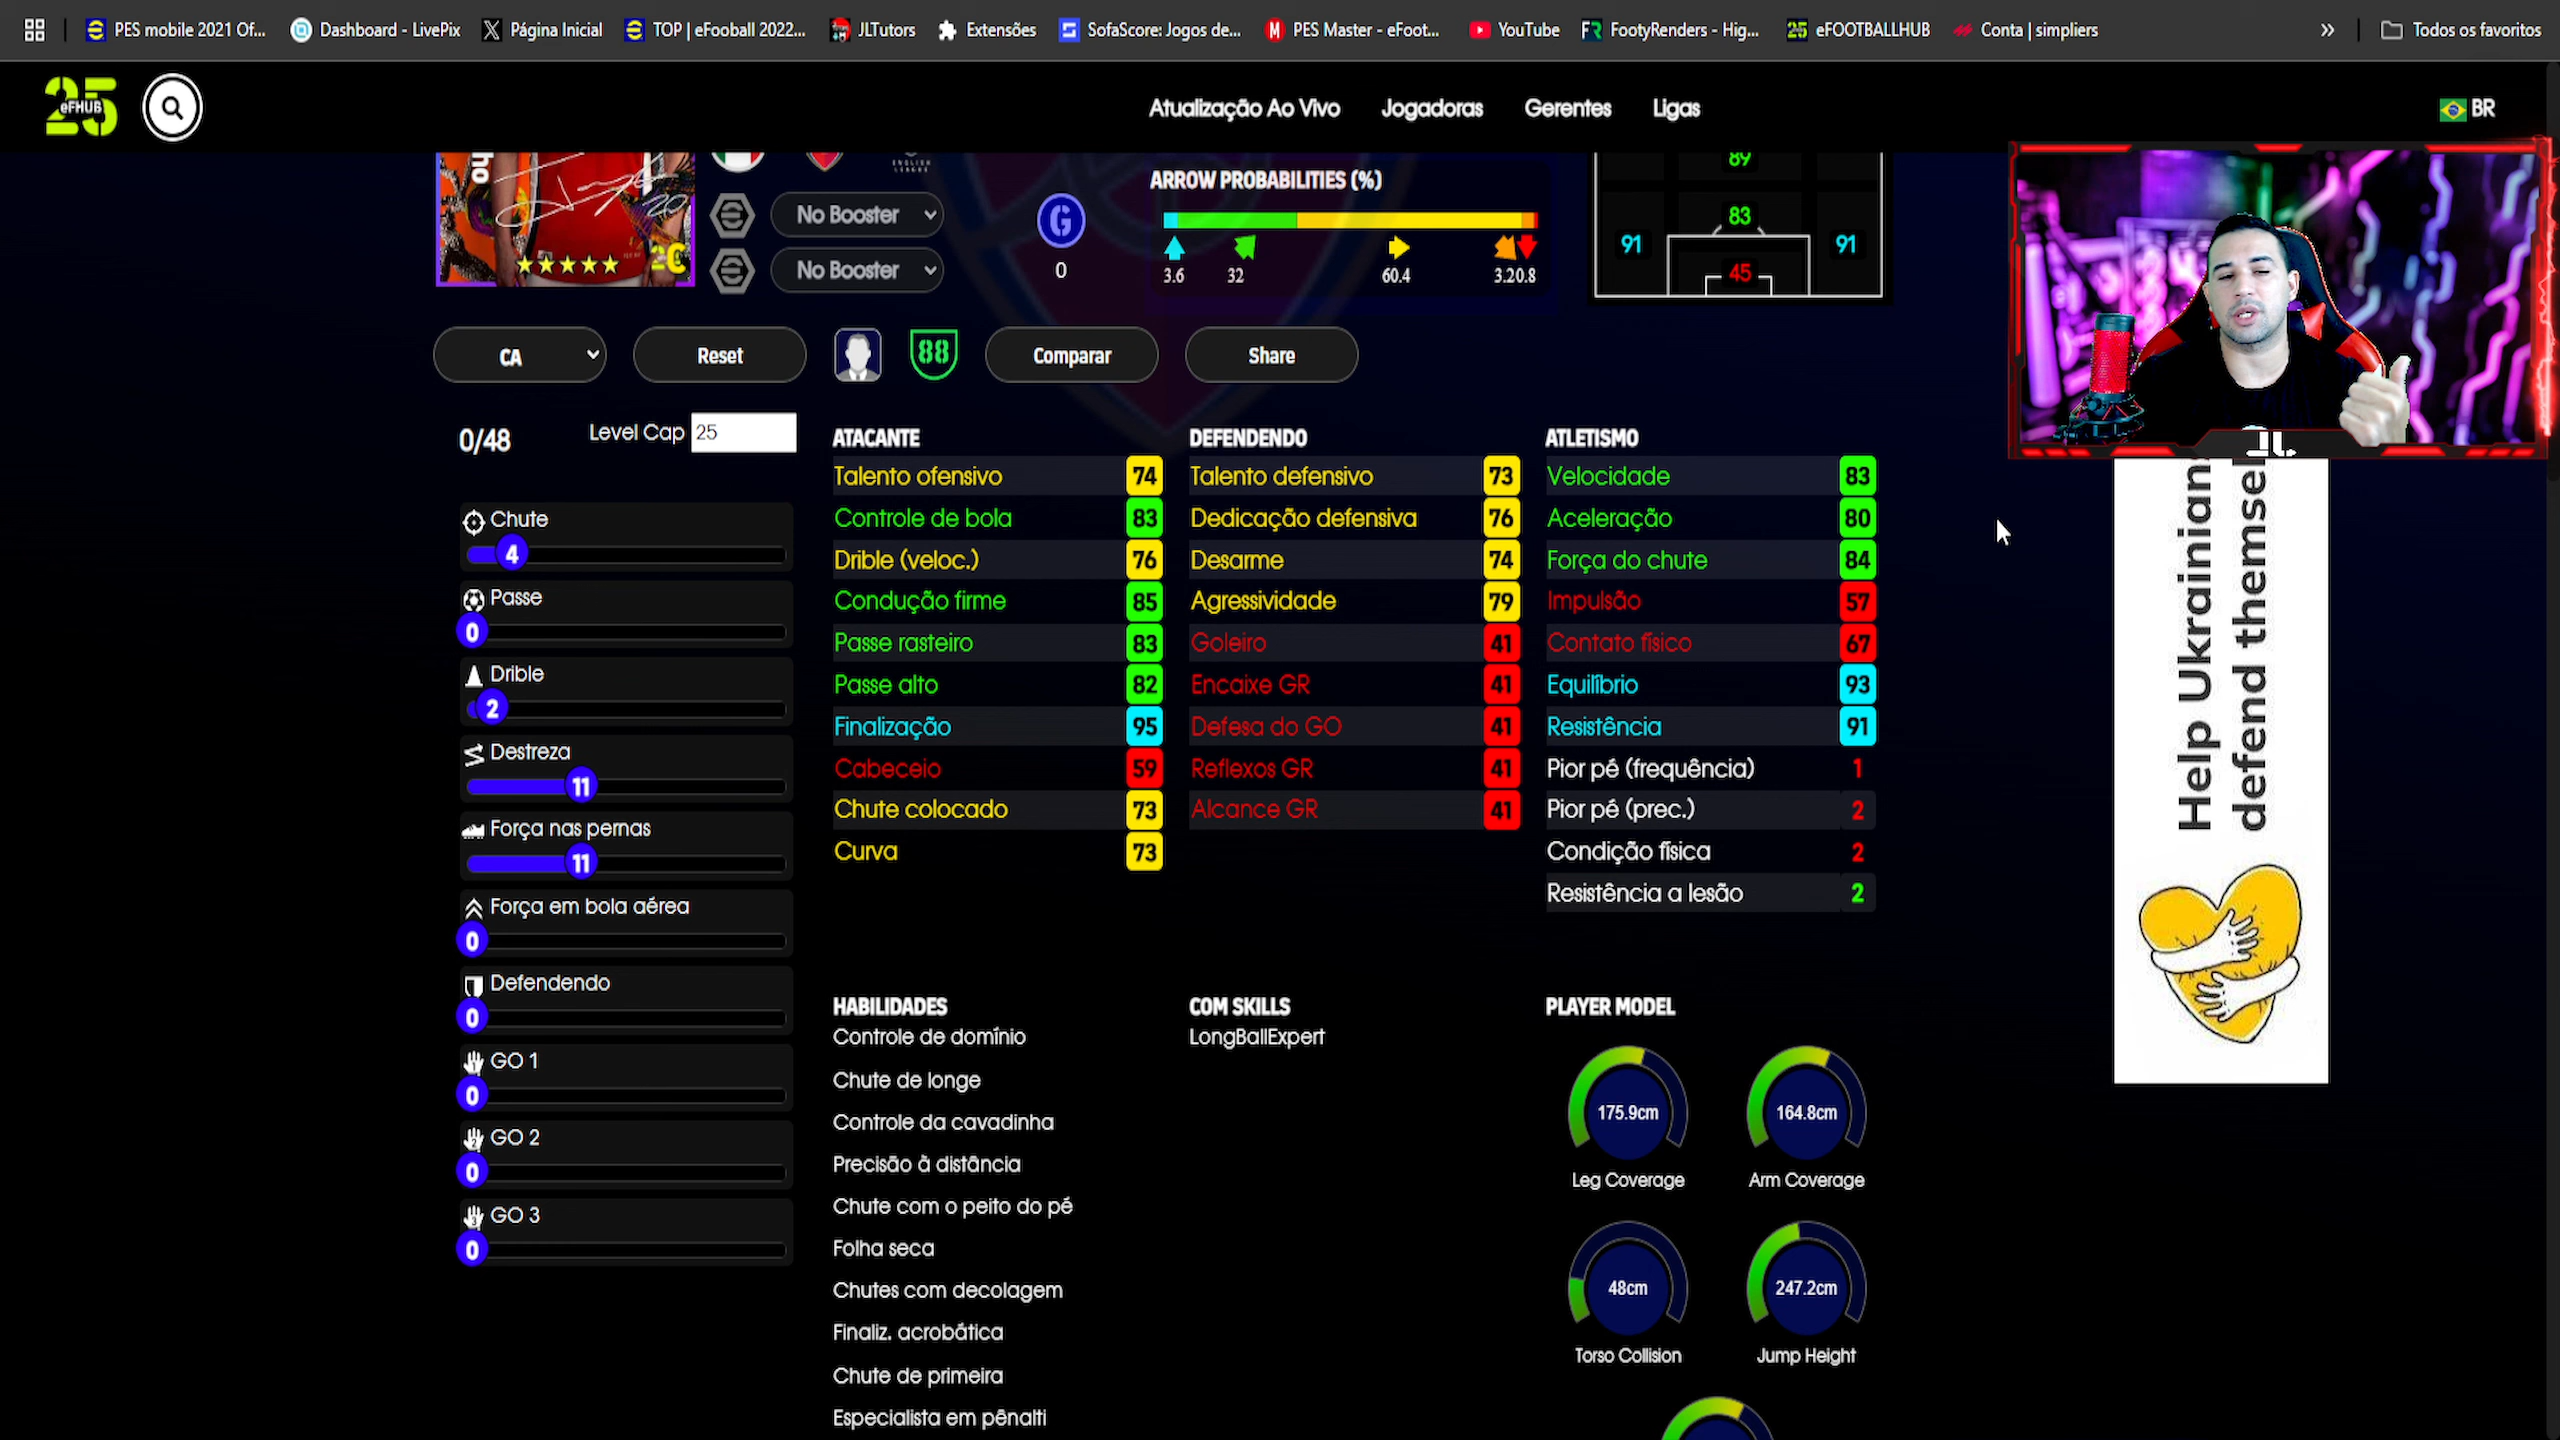 PES mobile 2021 Of...
Dashboard - LivePix
Página Inicial
TOP | eFooball 2022...
JLTutors
Extensões
SofaScore: Jogos de...
PES Master - eFoot...
YouTube
FootyRenders - Hig...
eFOOTBALLHUB
Conta | simpliers
»
Todos os favoritos
25
eFHUB
Atualização Ao Vivo
Jogadoras
Gerentes
Ligas
BR
ho
20
ENGLISH
LEAGUE
No Booster
No Booster
G
0
ARROW PROBABILITIES (%)
3.6
32
60.4
3.2
0.8
89
83
91
91
45
CA
Reset
88
Comparar
Share
JL
0/48
Level Cap
25
Chute
4
Passe
0
Drible
2
Destreza
11
Força nas pernas
11
Força em bola aérea
0
Defendendo
0
GO 1
0
GO 2
0
GO 3
0
ATACANTE
Talento ofensivo 74
Controle de bola 83
Drible (veloc.) 76
Condução firme 85
Passe rasteiro 83
Passe alto 82
Finalização 95
Cabeceio 59
Chute colocado 73
Curva 73
DEFENDENDO
Talento defensivo 73
Dedicação defensiva 76
Desarme 74
Agressividade 79
Goleiro 41
Encaixe GR 41
Defesa do GO 41
Reflexos GR 41
Alcance GR 41
ATLETISMO
Velocidade 83
Aceleração 80
Força do chute 84
Impulsão 57
Contato físico 67
Equilíbrio 93
Resistência 91
Pior pé (frequência) 1
Pior pé (prec.) 2
Condição física 2
Resistência a lesão 2
HABILIDADES
Controle de domínio
Chute de longe
Controle da cavadinha
Precisão à distância
Chute com o peito do pé
Folha seca
Chutes com decolagem
Finaliz. acrobática
Chute de primeira
Especialista em pênalti
COM SKILLS
LongBallExpert
PLAYER MODEL
175.9cm
Leg Coverage
164.8cm
Arm Coverage
48cm
Torso Collision
247.2cm
Jump Height
Help Ukrainian
defend themsel